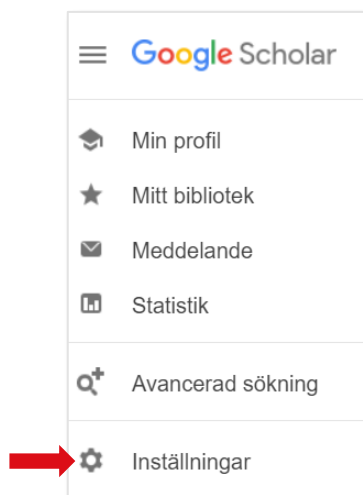 Google Scholar
Min profil
Mitt bibliotek
Meddelande
Statistik
Avancerad sökning
Inställningar